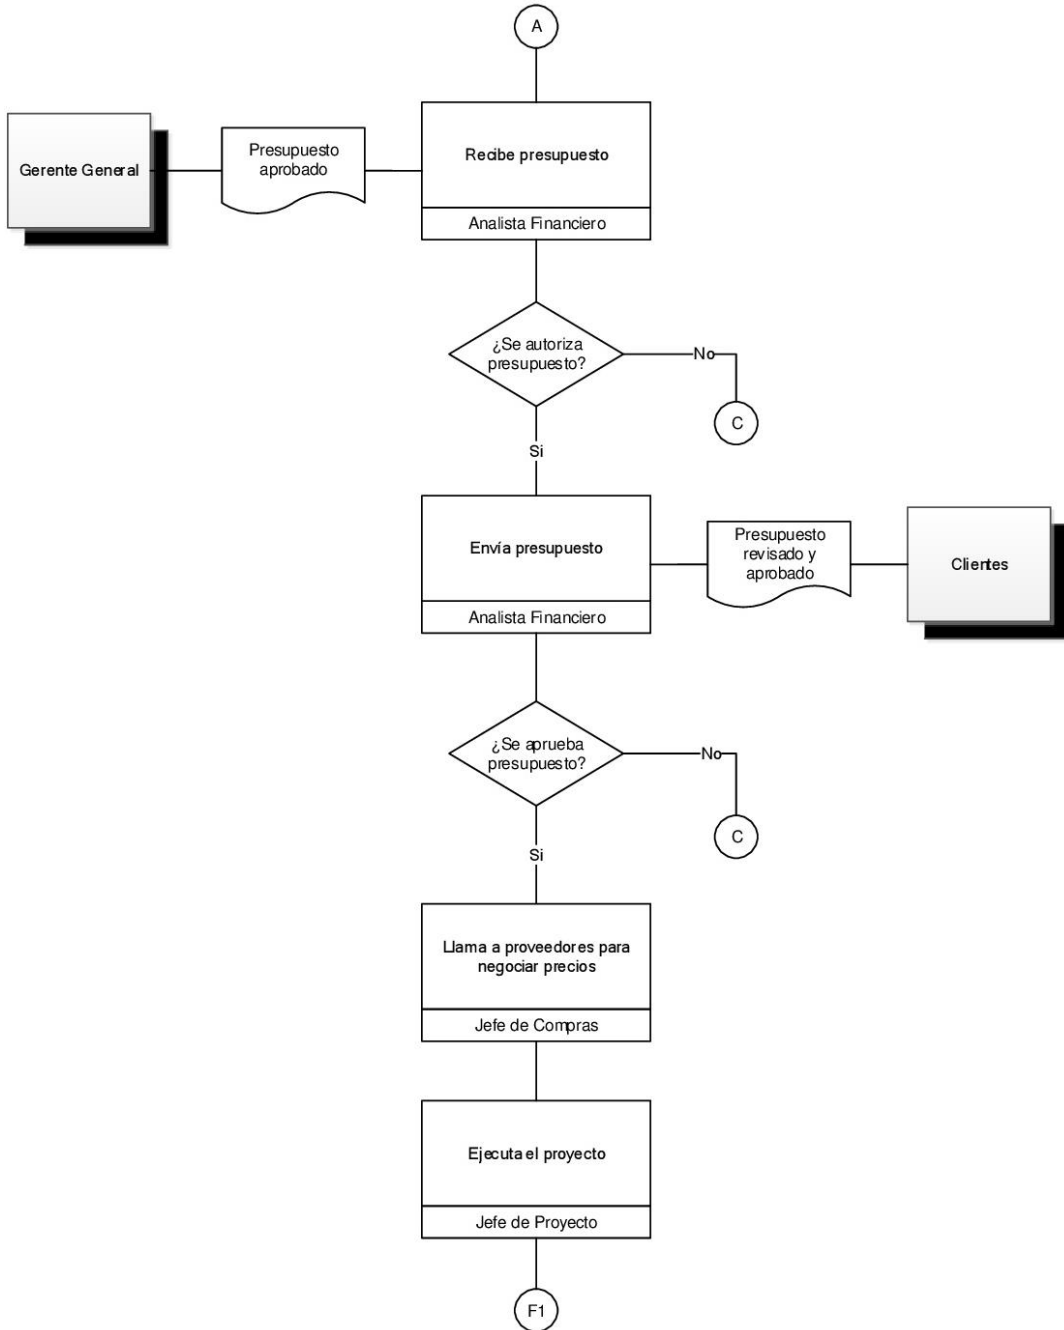 A
Gerente General
Presupuesto
aprobado
Recibe presupuesto
Analista Financiero
¿Se autoriza
presupuesto?
No
C
Si
Envía presupuesto
Analista Financiero
Presupuesto
revisado y
aprobado
Clientes
¿Se aprueba
presupuesto?
No
C
Si
Llama a proveedores para
negociar precios
Jefe de Compras
Ejecuta el proyecto
Jefe de Proyecto
F1